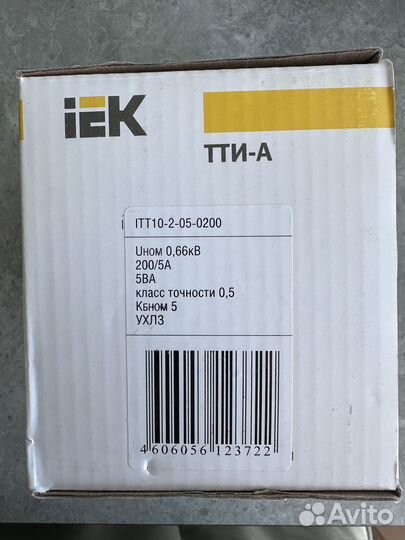 iEK
ТТИ-А
ITT10-2-05-0200
Uном 0,66кВ
200/5А
5ВА
класс точности 0,5
Кбном 5
УХЛ3
4 606056 123722
Avito